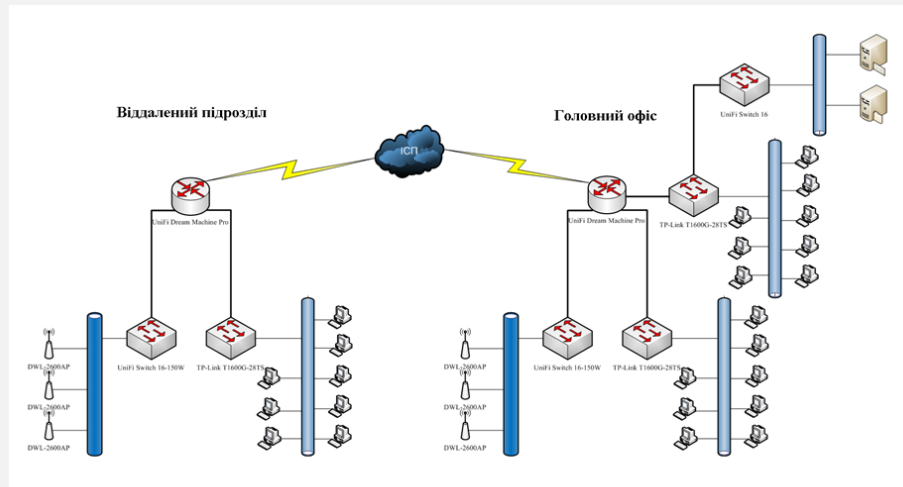 UniFi Switch 16
Віддалений підрозділ
Головний офіс
ІСП
UniFi Dream Machine Pro
UniFi Dream Machine Pro
TP-Link T1600G-28TS
DWL-2600AP
UniFi Switch 16-150W
TP-Link T1600G-28TS
DWL-2600AP
UniFi Switch 16-150W
TP-Link T1600G-28TS
DWL-2600AP
DWL-2600AP
DWL-2600AP
DWL-2600AP